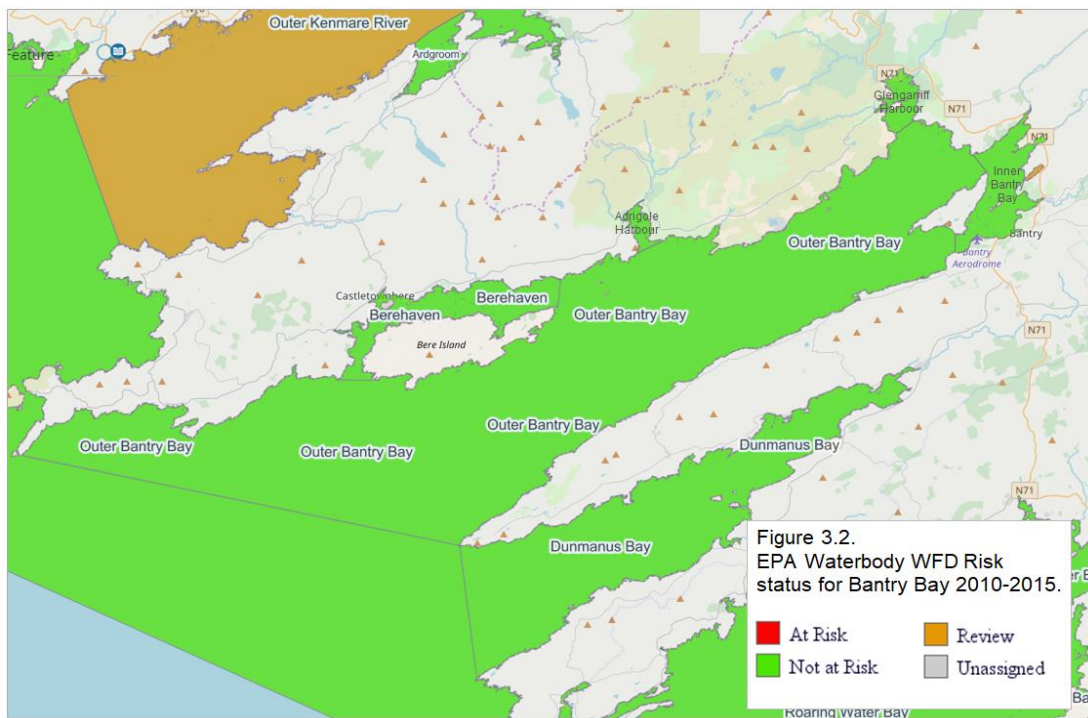 Outer Kenmare River
Feature
Ardgroom
N71
Glengarriff
Harbour
N71
N71
N71
Inner
Bantry
Bay
Adrigole
Harbour
Bantry
Outer Bantry Bay
Bantry
Aerodrome
Castletownbere
Berehaven
Berehaven
Outer Bantry Bay
Bere Island
N71
Outer Bantry Bay
Outer Bantry Bay
Outer Bantry Bay
Dunmanus Bay
N71
Dunmanus Bay
Figure 3.2.
EPA Waterbody WFD Risk
status for Bantry Bay 2010-2015.
At Risk
Review
Not at Risk
Unassigned
Roaring Water Bay
Ba